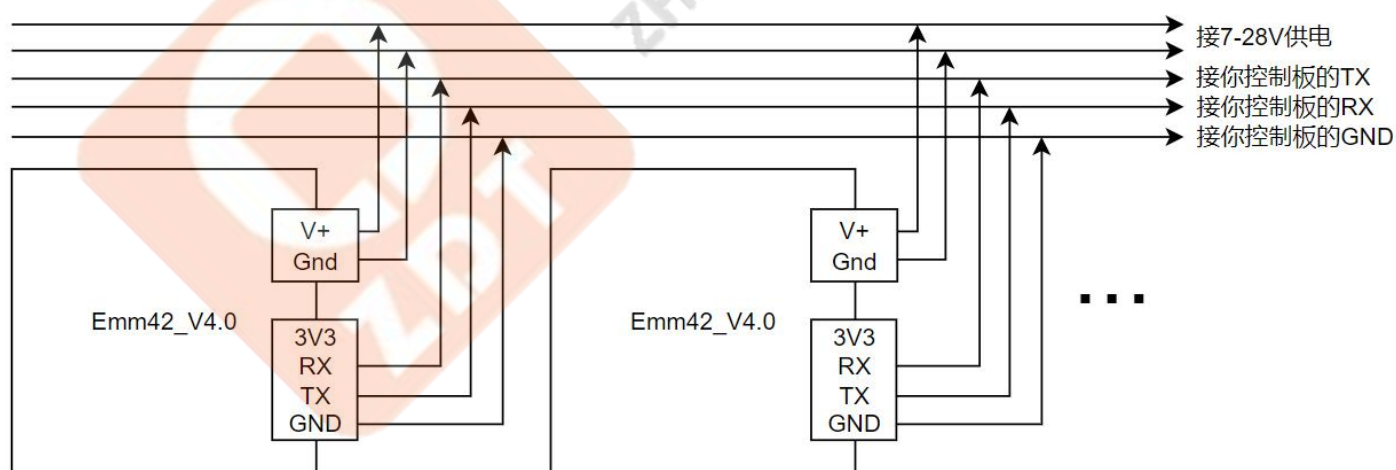 接7-28V供电
接你控制板的TX
接你控制板的RX
接你控制板的GND
V+
Gnd
Emm42_V4.0
3V3
RX
TX
GND
V+
Gnd
Emm42_V4.0
3V3
RX
TX
GND
...
ZDT
ZH